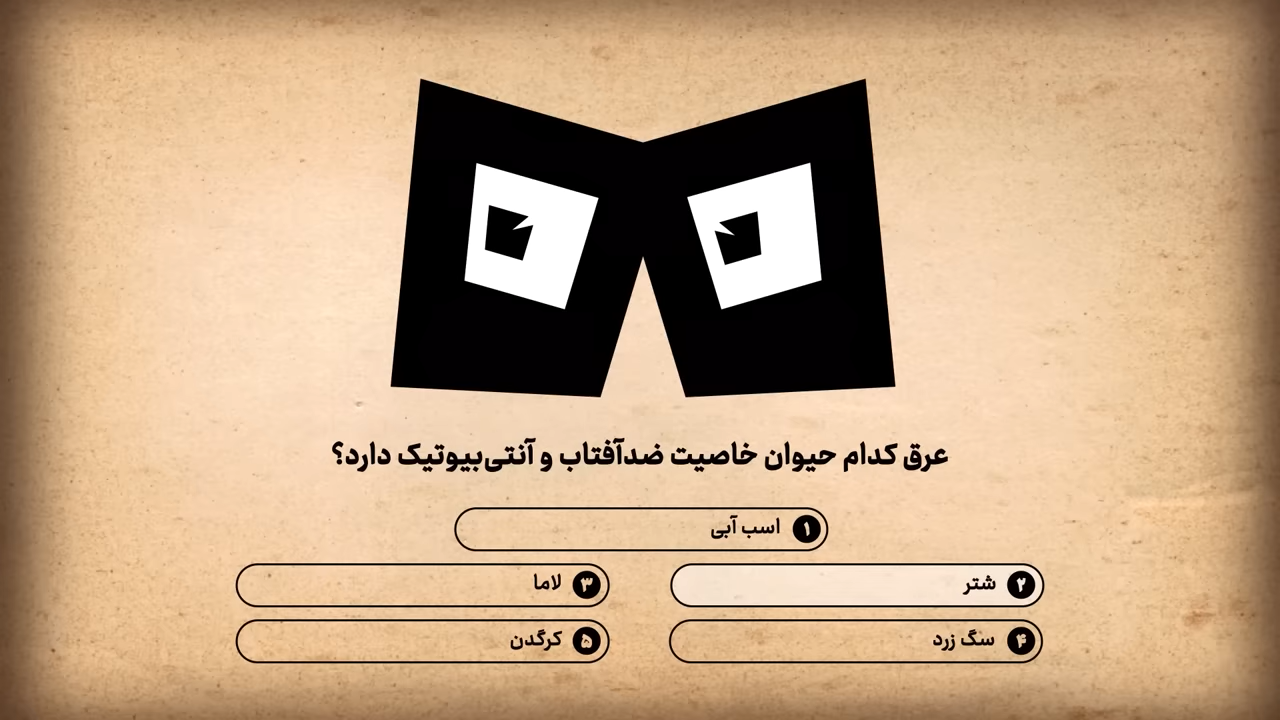 عرق کدام حیوان خاصیت ضدآفتاب و آنتی‌بیوتیک دارد؟
۱ اسب آبی
۲ شتر
۳ لاما
۴ سگ زرد
۵ کرگدن